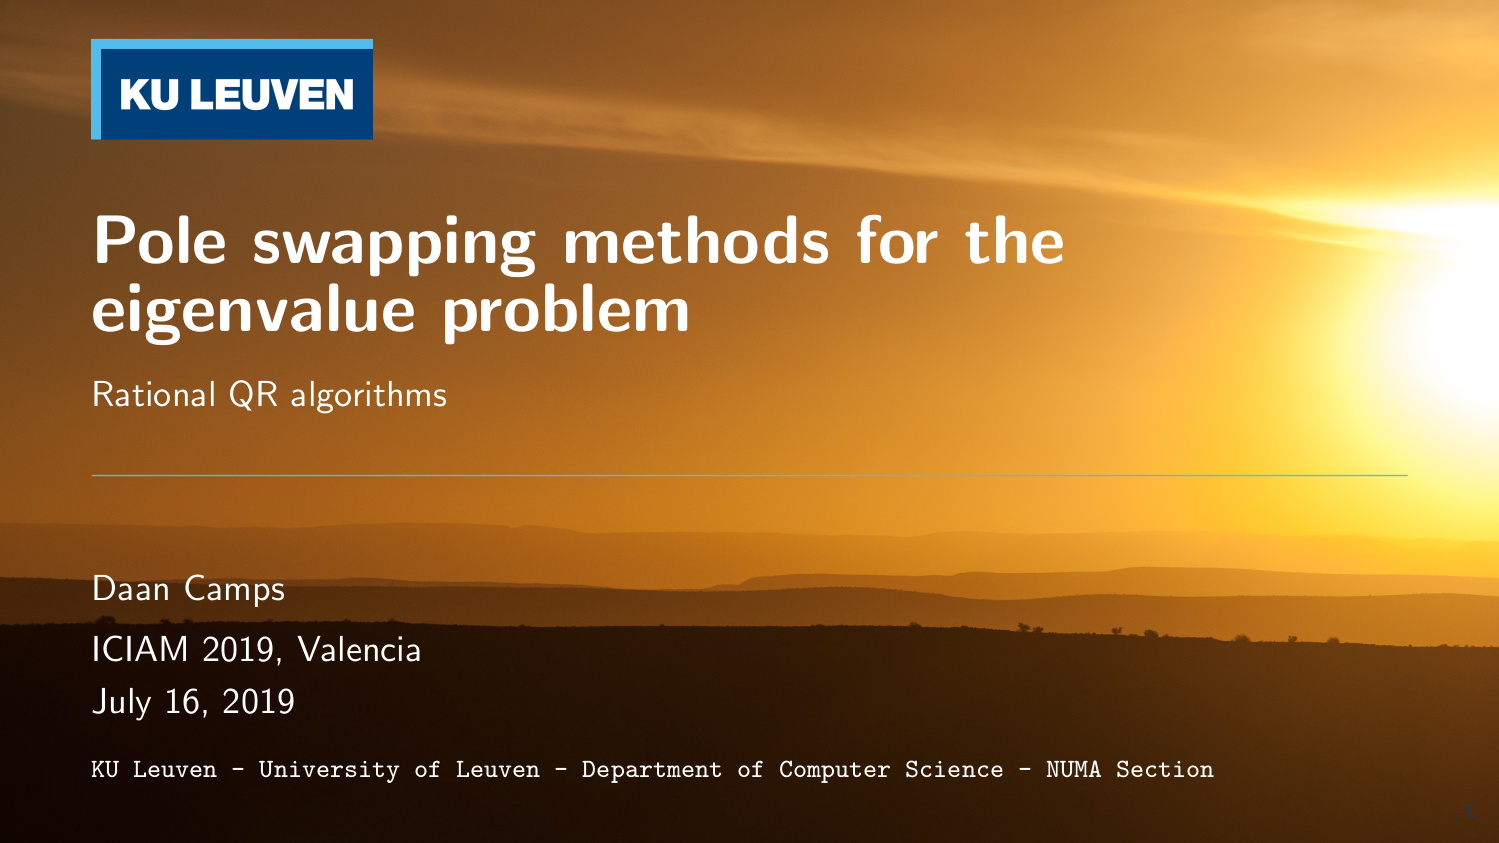 KU LEUVEN
Pole swapping methods for the
eigenvalue problem
Rational QR algorithms
Daan Camps
ICIAM 2019, Valencia
July 16, 2019
KU Leuven – University of Leuven – Department of Computer Science – NUMA Section
1